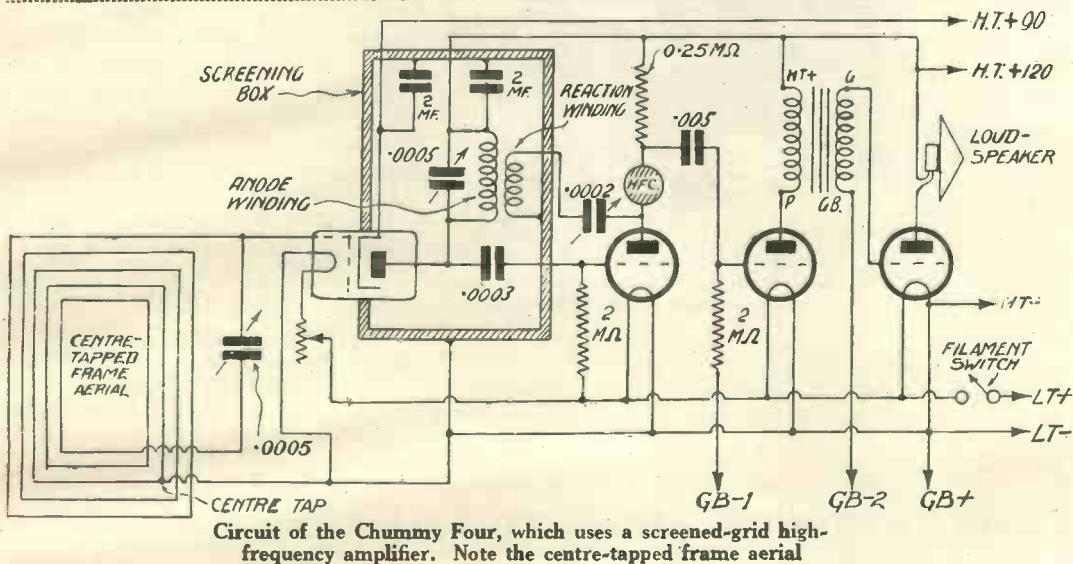 H.T.+90
0·25MΩ
SCREENING
BOX
2
MF.
2
MF.
REACTION
WINDING
HT+
G
H.T.+120
·0005
·005
LOUD-
SPEAKER
ANODE
WINDING
·0002
H.F.C.
P
GB.
·0003
2
MΩ
2
MΩ
HT-
CENTRE-
TAPPED
FRAME
AERIAL
FILAMENT
SWITCH
LT+
·0005
LT-
CENTRE TAP
GB-1
GB-2
GB+
Circuit of the Chummy Four, which uses a screened-grid high-
frequency amplifier. Note the centre-tapped frame aerial